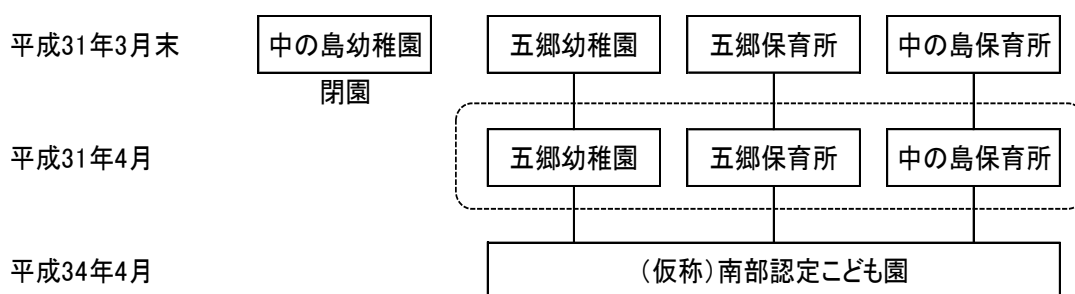 平成31年3月末 中の島幼稚園 五郷幼稚園 五郷保育所 中の島保育所
閉園
平成31年4月 五郷幼稚園 五郷保育所 中の島保育所
平成34年4月 (仮称)南部認定こども園